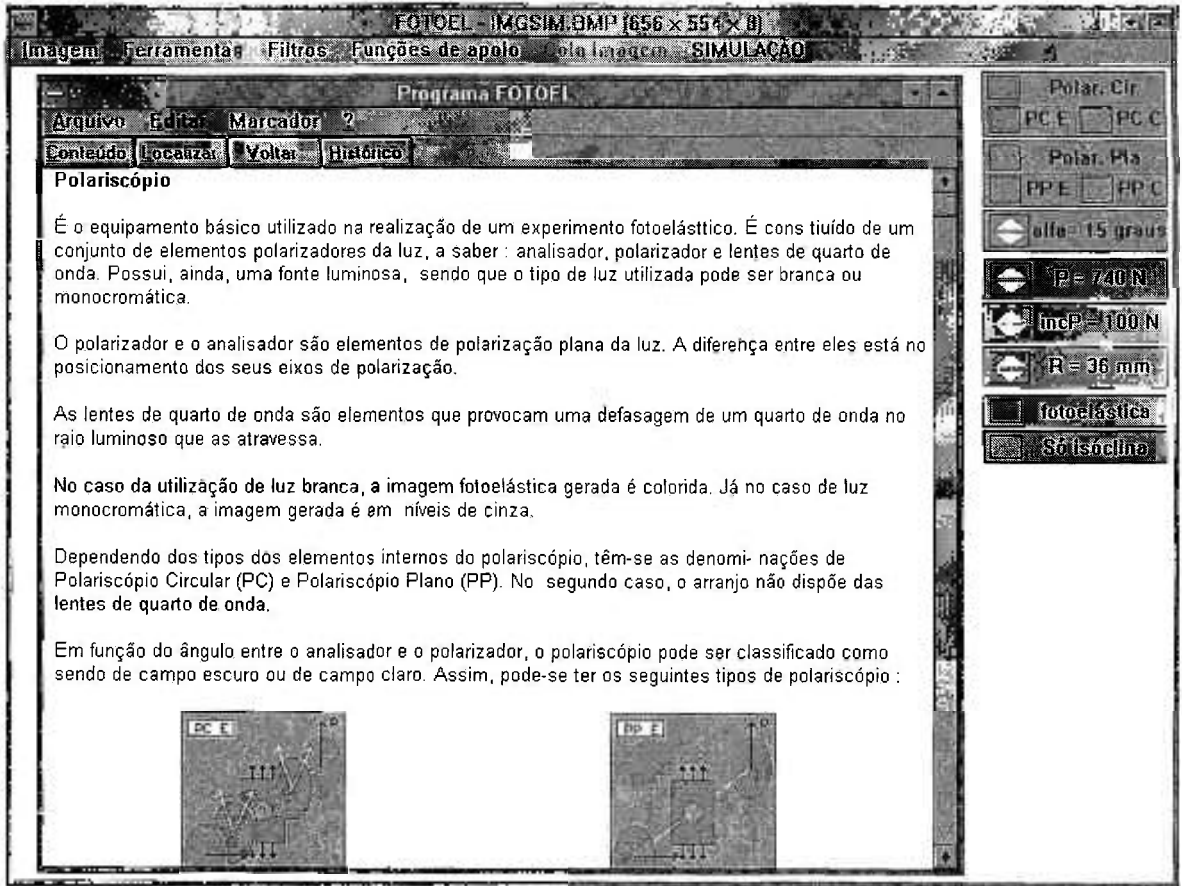 FOTOEL - IMGSIM.BMP (656 x 554 x 8)
Imagem Ferramentas Filtros Funções de apoio Cola Imagem SIMULAÇÃO
Programa FOTOEL
Arquivo Editar Marcador ?
Conteúdo Localizar Voltar Histórico
Polariscópio
É o equipamento básico utilizado na realização de um experimento fotoelásttico. É cons tiuído de um
conjunto de elementos polarizadores da luz, a saber : analisador, polarizador e lentes de quarto de
onda. Possui, ainda, uma fonte luminosa, sendo que o tipo de luz utilizada pode ser branca ou
monocromática.
O polarizador e o analisador são elementos de polarização plana da luz. A diferença entre eles está no
posicionamento dos seus eixos de polarização.
As lentes de quarto de onda são elementos que provocam uma defasagem de um quarto de onda no
raio luminoso que as atravessa.
No caso da utilização de luz branca, a imagem fotoelástica gerada é colorida. Já no caso de luz
monocromática, a imagem gerada é em níveis de cinza.
Dependendo dos tipos dos elementos internos do polariscópio, têm-se as denomi- nações de
Polariscópio Circular (PC) e Polariscópio Plano (PP). No segundo caso, o arranjo não dispõe das
lentes de quarto de onda.
Em função do ângulo entre o analisador e o polarizador, o polariscópio pode ser classificado como
sendo de campo escuro ou de campo claro. Assim, pode-se ter os seguintes tipos de polariscópio :
PC E
P
PP E
P
Polar. Cir
PC E PC C
Polar. Pla
PP E PP C
alfa= 15 graus
P = 740 N
incP = 100 N
R = 36 mm
fotoelástica
Só isóclina